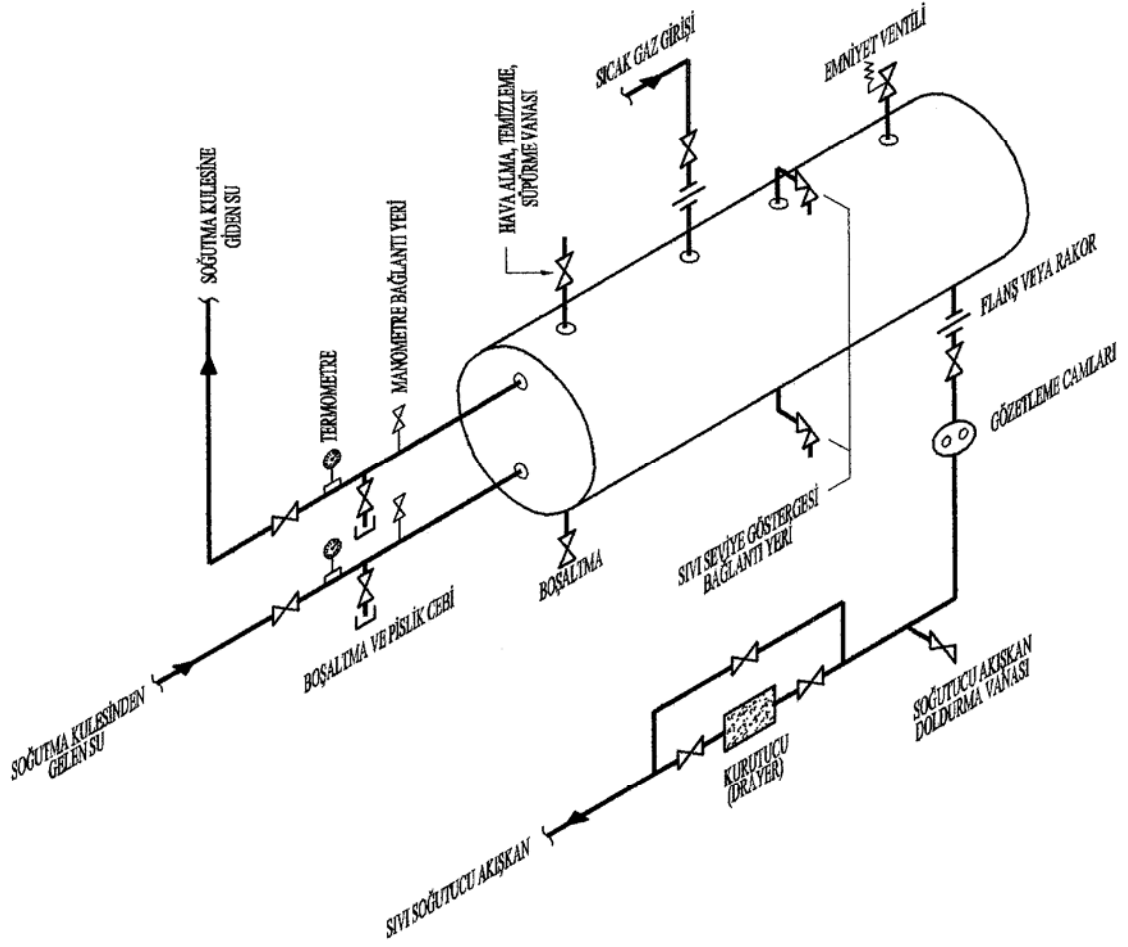 SICAK GAZ GİRİŞİ
EMNİYET VENTİLİ
HAVA ALMA, TEMİZLEME,
SÜPÜRME VANASI
SOĞUTMA KULESİNE
GİDEN SU
MANOMETRE BAĞLANTI YERİ
TERMOMETRE
FLANŞ VEYA RAKOR
GÖZETLEME CAMLARI
SIVI SEVİYE GÖSTERGESİ
BAĞLANTI YERİ
BOŞALTMA
BOŞALTMA VE PİSLİK CEBİ
SOĞUTMA KULESİNDEN
GELEN SU
SOĞUTUCU AKIŞKAN
DOLDURMA VANASI
KURUTUCU
(DRAYER)
SIVI SOĞUTUCU AKIŞKAN